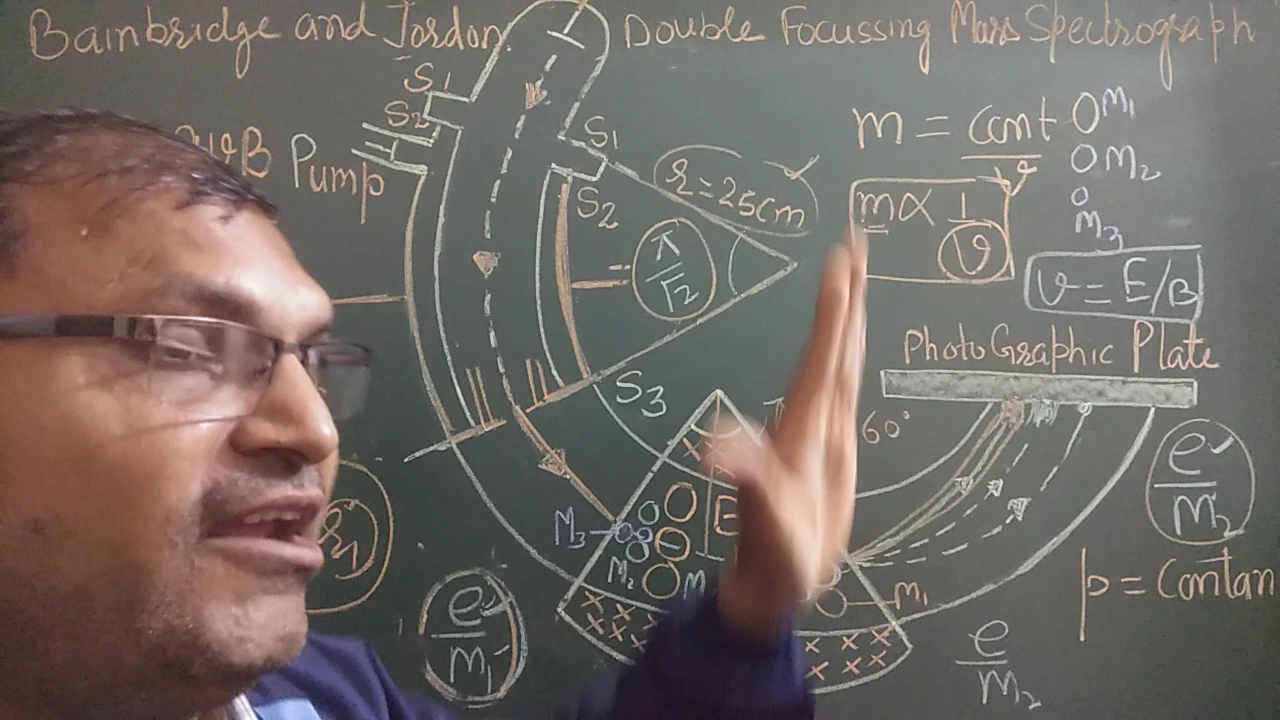 Bainbridge and Jordon Double Focussing Mass Spectrograph
S1
S2
Pump
S1
S2
r = 25cm
π/√2
m = cont/v
m ∝ 1/v
M1
M2
M3
v = E/B
Photo Graphic Plate
S3
60°
e/M2
M3
M2
M
M1
e/M1
e/M2
p = Contan